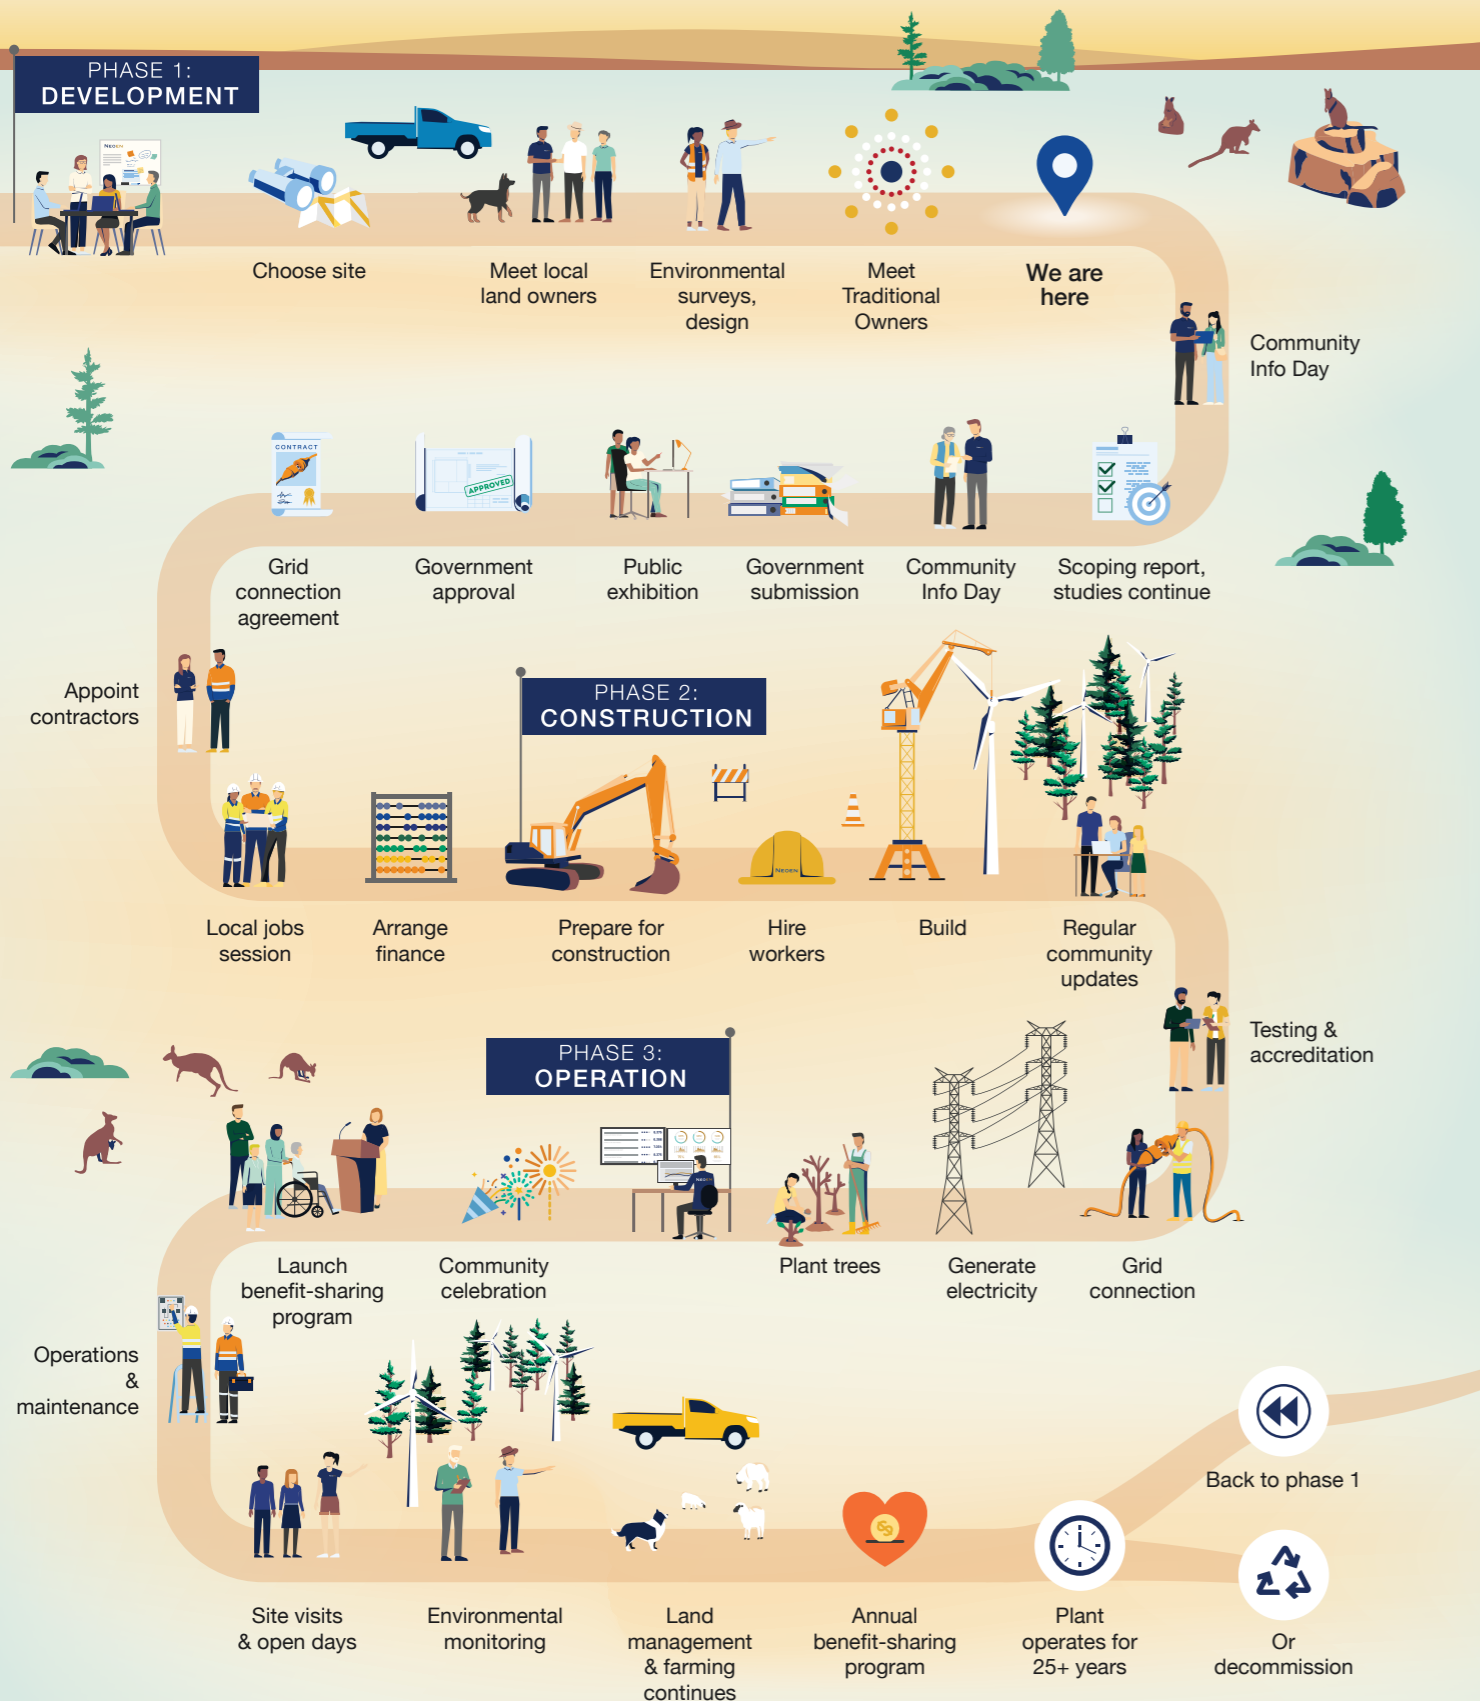 PHASE 1:
DEVELOPMENT
NEOEN
Choose site
Meet local
land owners
Environmental
surveys,
design
Meet
Traditional
Owners
We are
here
Community
Info Day
Scoping report,
studies continue
Community
Info Day
Government
submission
Public
exhibition
APPROVED
Government
approval
CONTRACT
Grid
connection
agreement
Appoint
contractors
Local jobs
session
Arrange
finance
PHASE 2:
CONSTRUCTION
Prepare for
construction
NEOEN
Hire
workers
Build
Regular
community
updates
Testing &
accreditation
Grid
connection
Generate
electricity
Plant trees
PHASE 3:
OPERATION
NEOEN
Community
celebration
Launch
benefit-sharing
program
Operations
&
maintenance
Site visits
& open days
Environmental
monitoring
Land
management
& farming
continues
Annual
benefit-sharing
program
Plant
operates for
25+ years
Back to phase 1
Or
decommission